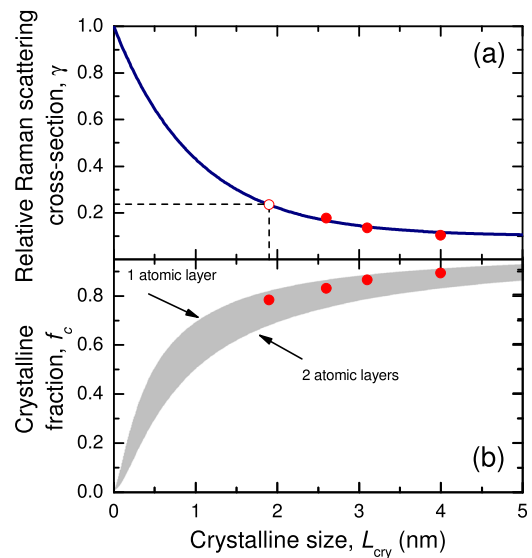 Relative Raman scattering
cross-section, γ
1.0
0.8
0.6
0.4
0.2
(a)
Crystalline
fraction, f_c
0.8
0.6
0.4
0.2
0.0
1 atomic layer
2 atomic layers
(b)
0 1 2 3 4 5
Crystalline size, L_cry (nm)